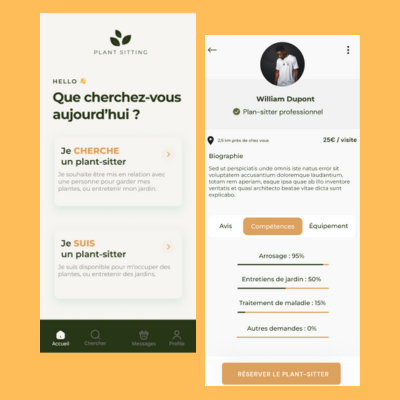 PLANT SITTING
HELLO 👋
Que cherchez-vous
aujourd'hui ?
Je CHERCHE
un plant-sitter
Je souhaite être mis en relation avec
une personne pour garder mes
plantes, ou entretenir mon jardin.
Je SUIS
un plant-sitter
Je suis disponible pour m'occuper des
plantes, ou entretenir des jardins.
Accueil
Chercher
Messages
Profile
William Dupont
Plan-sitter professionnel
2,5 km près de chez vous
25€ / visite
Biographie
Sed ut perspiciatis unde omnis iste natus error sit
voluptatem accusantium doloremque laudantium,
totam rem aperiam, eaque ipsa quae ab illo inventore
veritatis et quasi architecto beatae vitae dicta sunt
explicabo.
Avis
Compétences
Équipement
Arrosage : 95%
Entretiens de jardin : 50%
Traitement de maladie : 15%
Autres demandes : 0%
RÉSERVER LE PLANT-SITTER